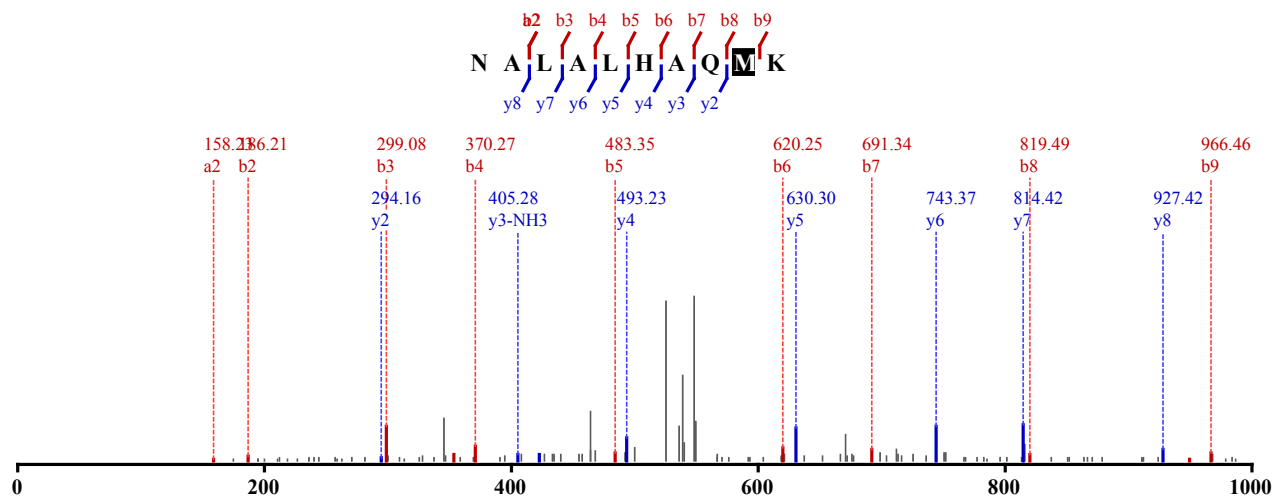 a2 b2 b3 b4 b5 b6 b7 b8 b9
N A L A L H A Q M K
y8 y7 y6 y5 y4 y3 y2
158.23 186.21 299.08 370.27 483.35 620.25 691.34 819.49 966.46
a2 b2 b3 b4 b5 b6 b7 b8 b9
294.16 405.28 493.23 630.30 743.37 814.42 927.42
y2 y3-NH3 y4 y5 y6 y7 y8
0 200 400 600 800 1000